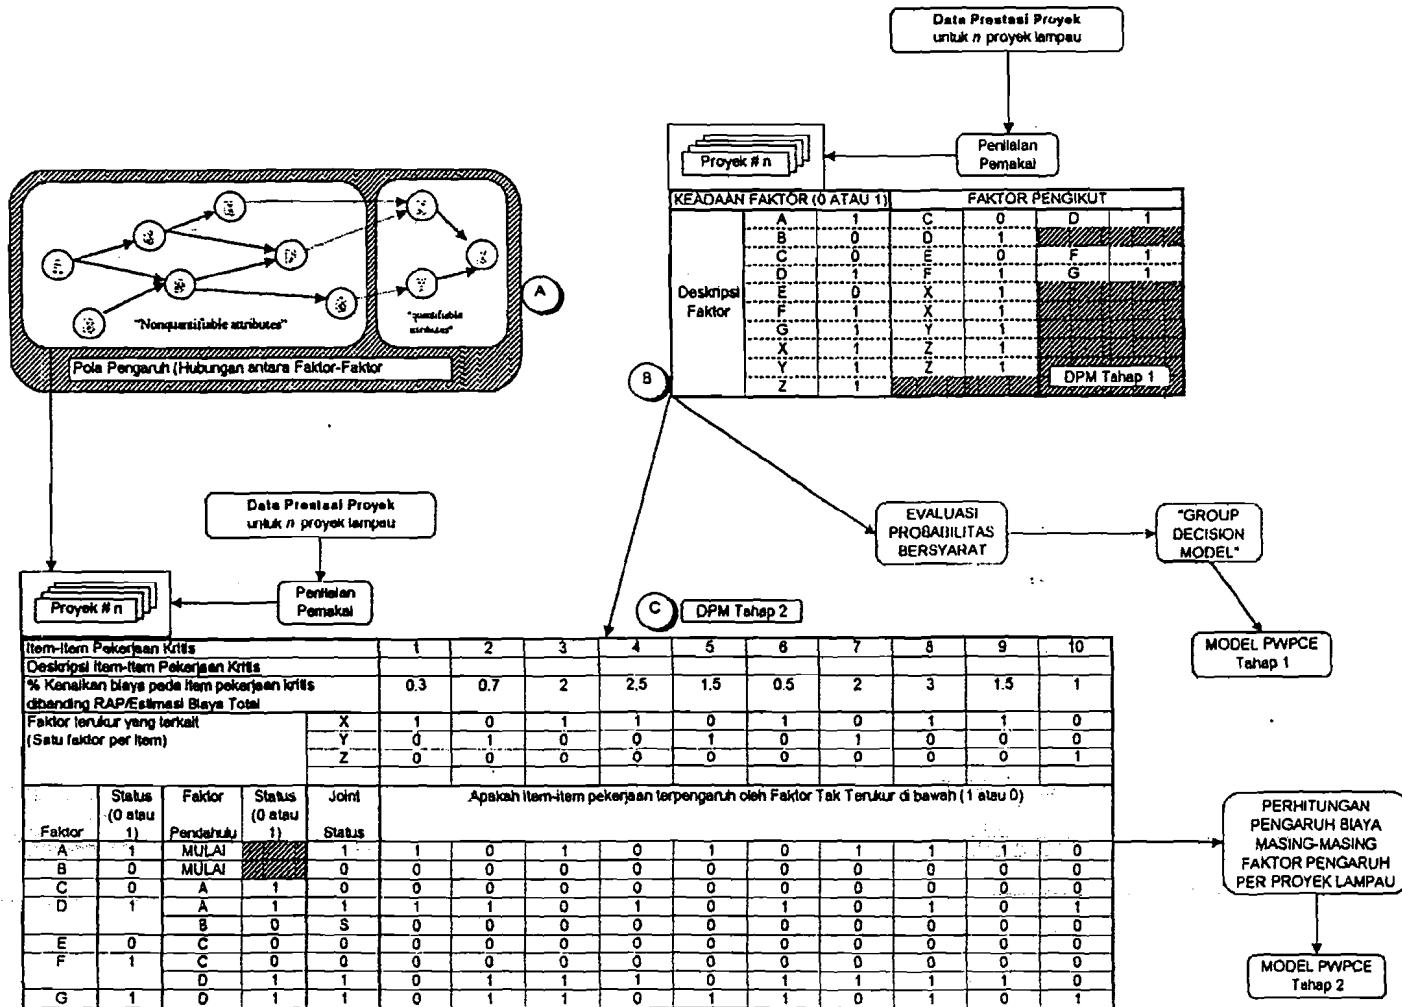 Data Prestasi Proyek
untuk n proyek lampau
Penilaian
Pemakai
Proyek # n
KEADAAN FAKTOR (0 ATAU 1) FAKTOR PENGIKUT
Deskripsi
Faktor
A 1 C 0 D 1
B 0 D 1
C 0 E 0 F 1
D 1 F 1 G 1
E 0 X 1
F 1 X 1
G 1 Y 1
X 1 Z 1
Y 1 Z 1
Z 1
DPM Tahap 1
"Nonquantifiable attributes"
"quantifiable
attributes"
Pola Pengaruh (Hubungan antara Faktor-Faktor
A
B
Data Prestasi Proyek
untuk n proyek lampau
Penilaian
Pemakai
Proyek # n
EVALUASI
PROBABILITAS
BERSYARAT
"GROUP
DECISION
MODEL"
MODEL PWPCE
Tahap 1
C
DPM Tahap 2
Item-Item Pekerjaan Kritis 1 2 3 4 5 6 7 8 9 10
Deskripsi Item-Item Pekerjaan Kritis
% Kenaikan biaya pada item pekerjaan kritis 0.3 0.7 2 2.5 1.5 0.5 2 3 1.5 1
dibanding RAP/Estimasi Biaya Total
Faktor terukur yang terkait X 1 0 1 1 0 1 0 1 1 0
(Satu faktor per Item) Y 0 1 0 0 1 0 1 0 0 0
Z 0 0 0 0 0 0 0 0 0 1
Faktor
Status
(0 atau
1)
Faktor
Pendahulu
Status
(0 atau
1)
Joint
Status
Apakah item-item pekerjaan terpengaruh oleh Faktor Tak Terukur di bawah (1 atau 0)
A 1 MULAI 1 1 0 1 0 1 0 1 1 1 0
B 0 MULAI 0 0 0 0 0 0 0 0 0 0 0
C 0 A 1 0 0 0 0 0 0 0 0 0 0 0
D 1 A 1 1 1 1 0 1 0 1 0 1 0 1
B 0 S 0 0 0 0 0 0 0 0 0 0
E 0 C 0 0 0 0 0 0 0 0 0 0 0 0
F 1 C 0 0 0 0 0 0 0 0 0 0 0 0
D 1 1 0 1 1 1 0 1 1 1 1 0
G 1 D 1 1 0 1 1 0 1 1 0 1 0 1
PERHITUNGAN
PENGARUH BIAYA
MASING-MASING
FAKTOR PENGARUH
PER PROYEK LAMPAU
MODEL PWPCE
Tahap 2